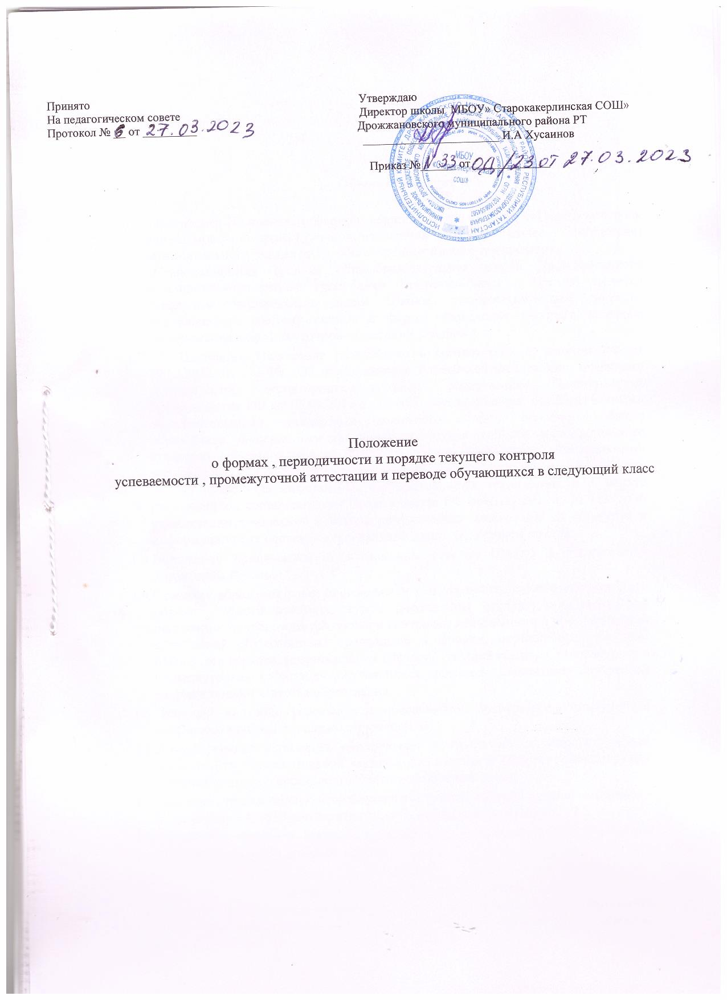 Принято
На педагогическом совете
Протокол № 6 от 27.03.2023
Утверждаю
Директор школы МБОУ» Старокакерлинская СОШ»
Дрожжановского муниципального района РТ
И.А Хусаинов
Приказ № N 33 от ОД/23 от 27.03.2023
МБОУ
«Старокакерлинская
СОШ»
Положение
о формах , периодичности и порядке текущего контроля
успеваемости , промежуточной аттестации и переводе обучающихся в следующий класс